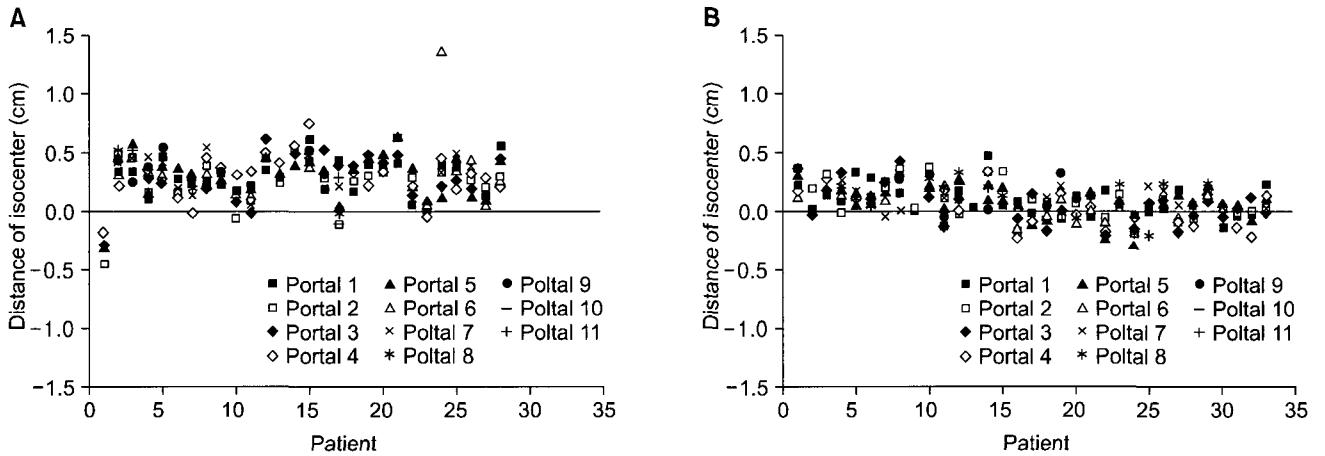 A
1.5
1.0
0.5
0.0
−0.5
−1.0
−1.5
Distance of isocenter (cm)
0 5 10 15 20 25 30 35
Patient
Portal 1 Portal 5 Poltal 9
Portal 2 Portal 6 Poltal 10
Portal 3 Poltal 7 Poltal 11
Portal 4 Poltal 8
B
1.5
1.0
0.5
0.0
−0.5
−1.0
−1.5
Distance of isocenter (cm)
0 5 10 15 20 25 30 35
Patient
Portal 1 Portal 5 Poltal 9
Portal 2 Portal 6 Poltal 10
Portal 3 Poltal 7 Poltal 11
Portal 4 Poltal 8